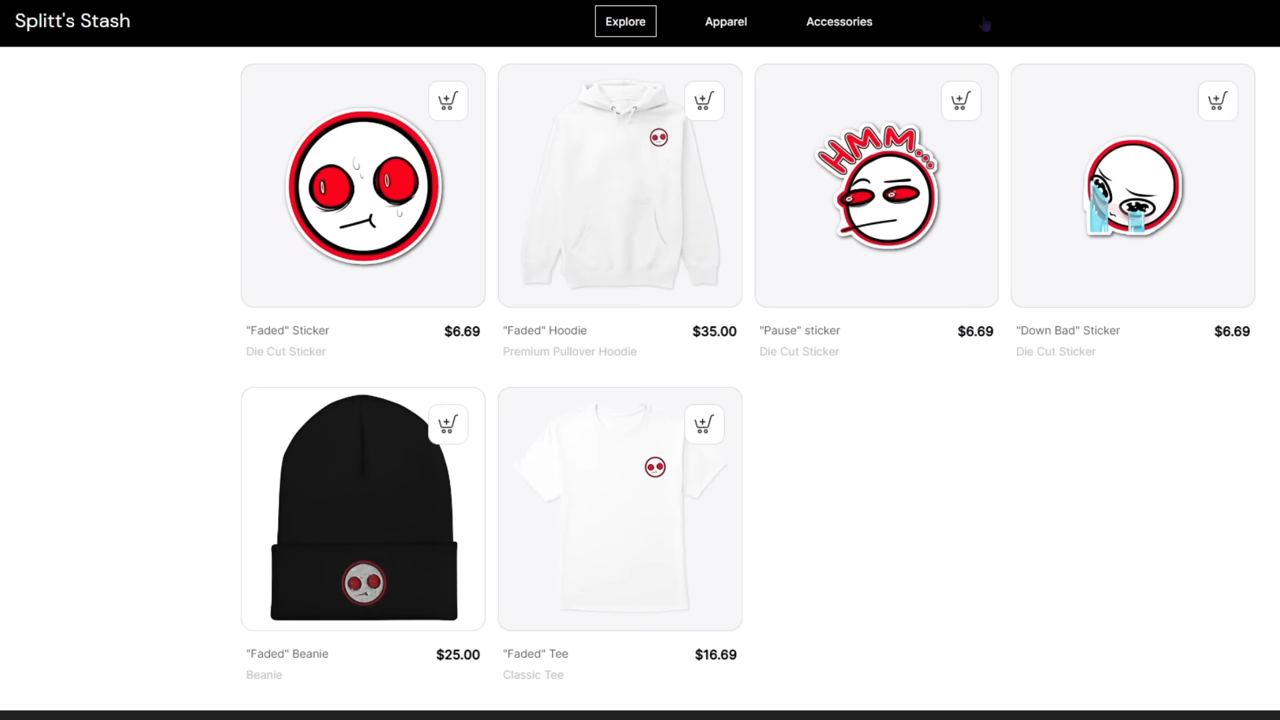 Splitt's Stash
Explore
Apparel
Accessories
HMM...
"Faded" Sticker
$6.69
Die Cut Sticker
"Faded" Hoodie
$35.00
Premium Pullover Hoodie
"Pause" sticker
$6.69
Die Cut Sticker
"Down Bad" Sticker
$6.69
Die Cut Sticker
"Faded" Beanie
$25.00
Beanie
"Faded" Tee
$16.69
Classic Tee